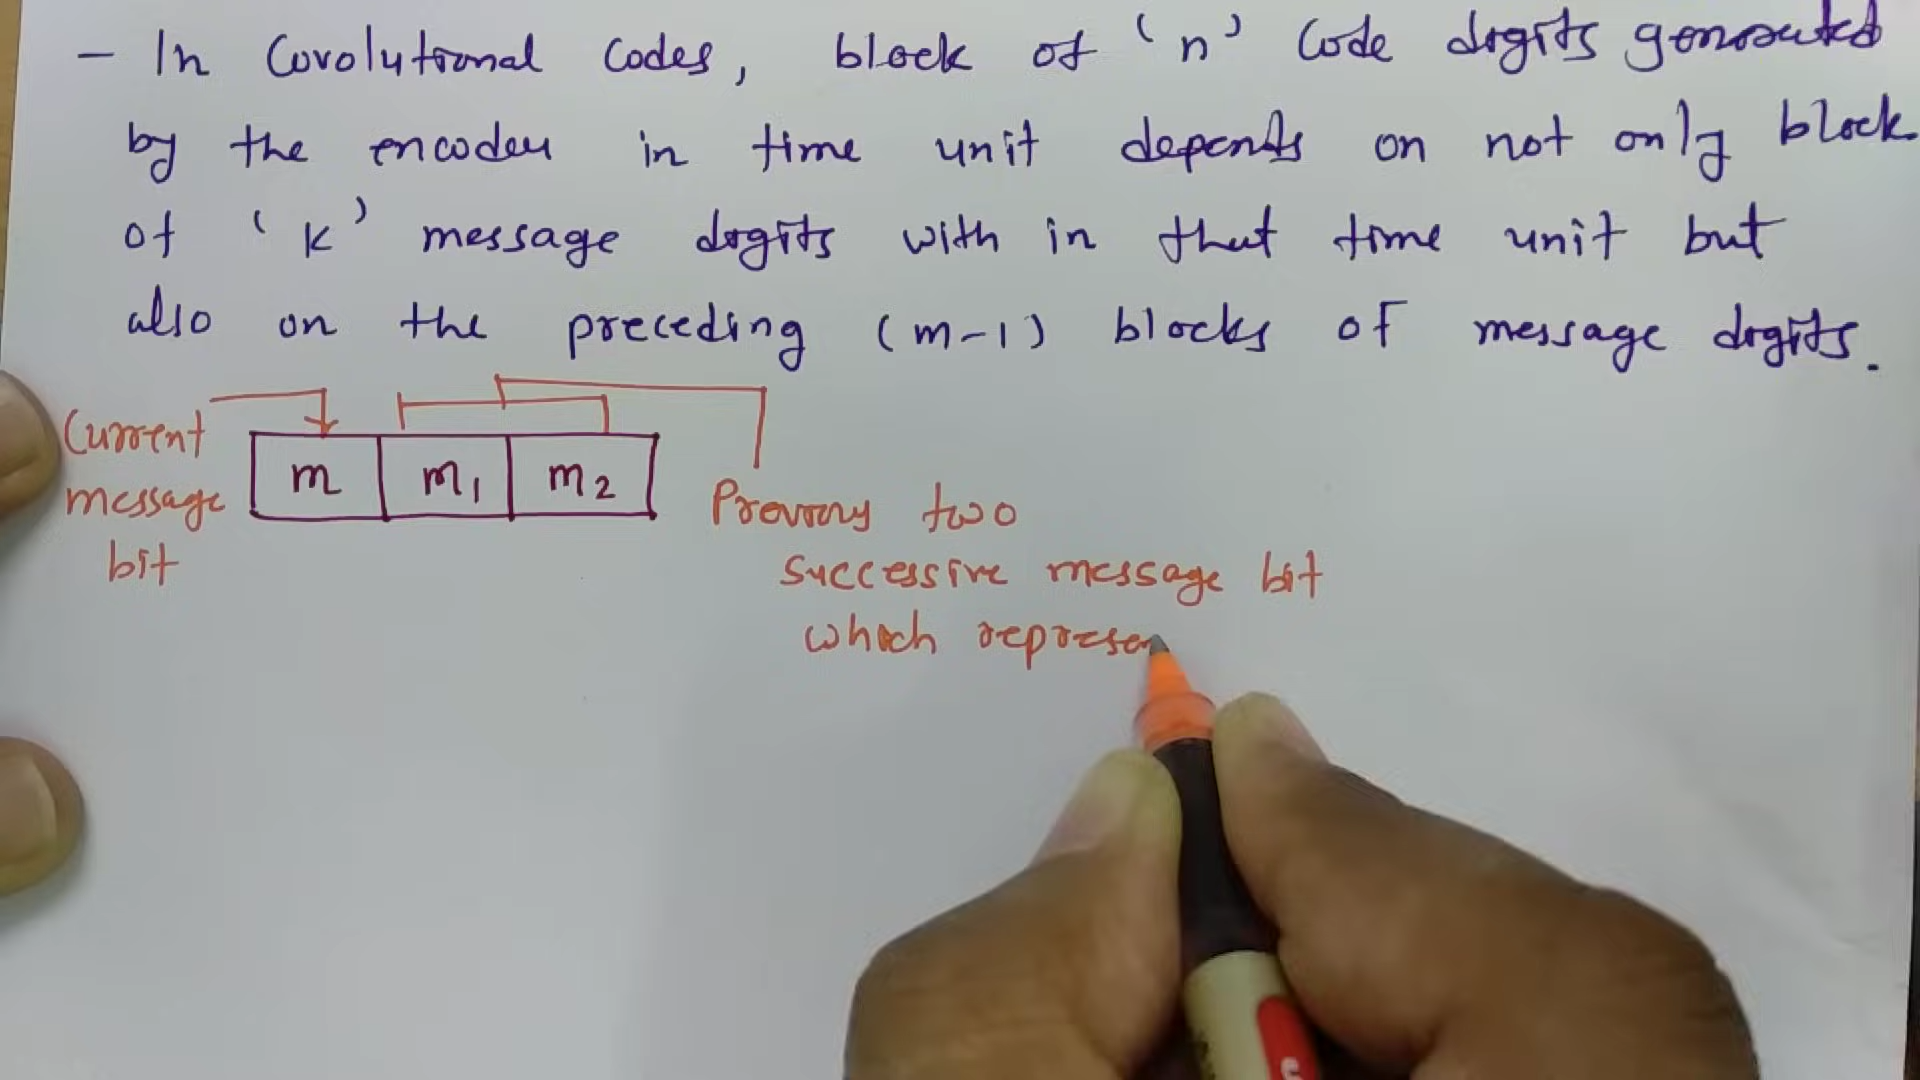 - In Covolutional Codes, block of 'n' Code digits generated
by the encoder in time unit depends on not only block
of 'k' message digits with in that time unit but
also on the preceding (m-1) blocks of message digits.
Current
message
bit
m m1 m2
Previous two
successive message bit
which represen